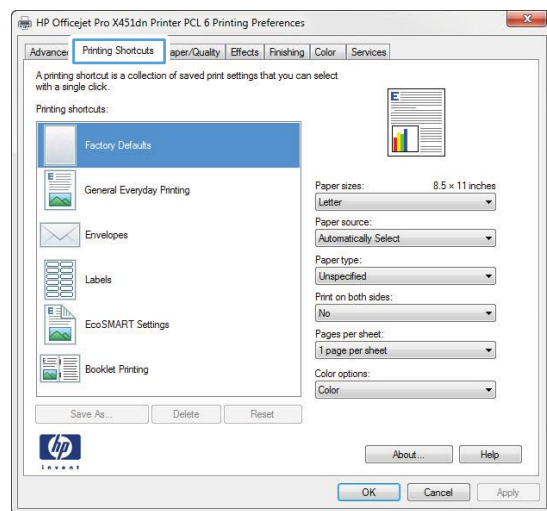 HP Officejet Pro X451dn Printer PCL 6 Printing Preferences
Advanced Printing Shortcuts Paper/Quality Effects Finishing Color Services
A printing shortcut is a collection of saved print settings that you can select
with a single click.
Printing shortcuts:
Factory Defaults
General Everyday Printing
Envelopes
Labels
EcoSMART Settings
Booklet Printing
Save As... Delete Reset
E
Paper sizes: 8.5 × 11 inches
Letter
Paper source:
Automatically Select
Paper type:
Unspecified
Print on both sides:
No
Pages per sheet:
1 page per sheet
Color options:
Color
hp
invent
About... Help
OK Cancel Apply